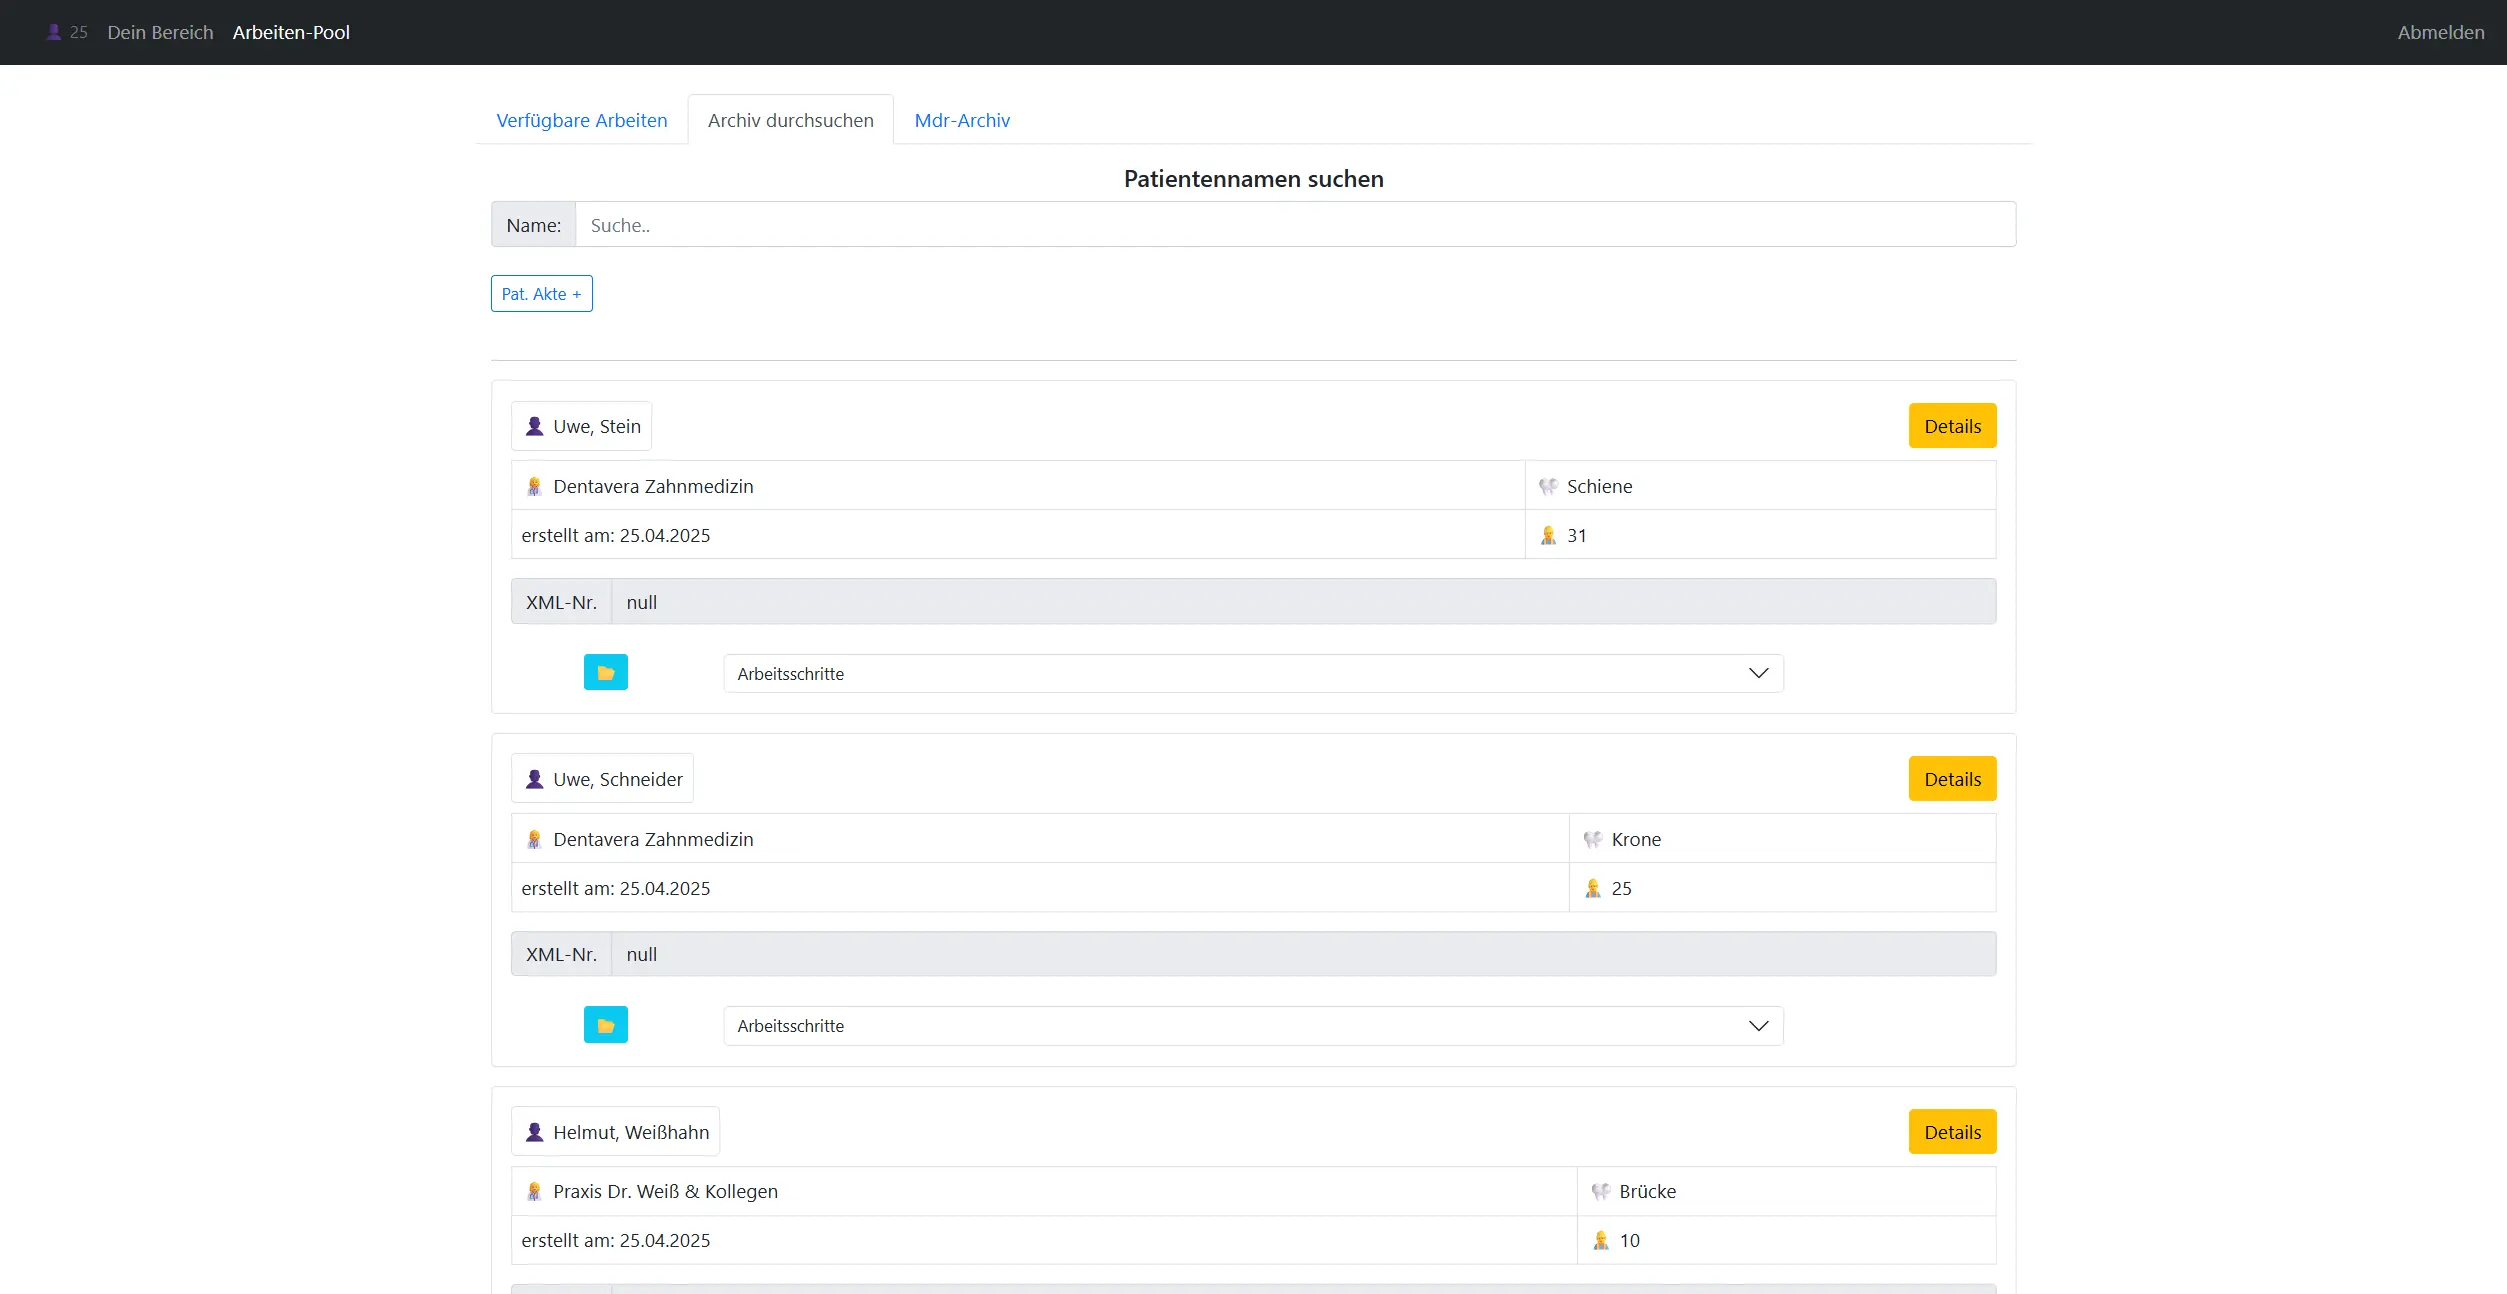 25 Dein Bereich Arbeiten-Pool Abmelden
Verfügbare Arbeiten Archiv durchsuchen Mdr-Archiv
Patientennamen suchen
Name: Suche..
Pat. Akte +
Uwe, Stein Details
Dentavera Zahnmedizin Schiene
erstellt am: 25.04.2025 31
XML-Nr. null
Arbeitsschritte
Uwe, Schneider Details
Dentavera Zahnmedizin Krone
erstellt am: 25.04.2025 25
XML-Nr. null
Arbeitsschritte
Helmut, Weißhahn Details
Praxis Dr. Weiß & Kollegen Brücke
erstellt am: 25.04.2025 10